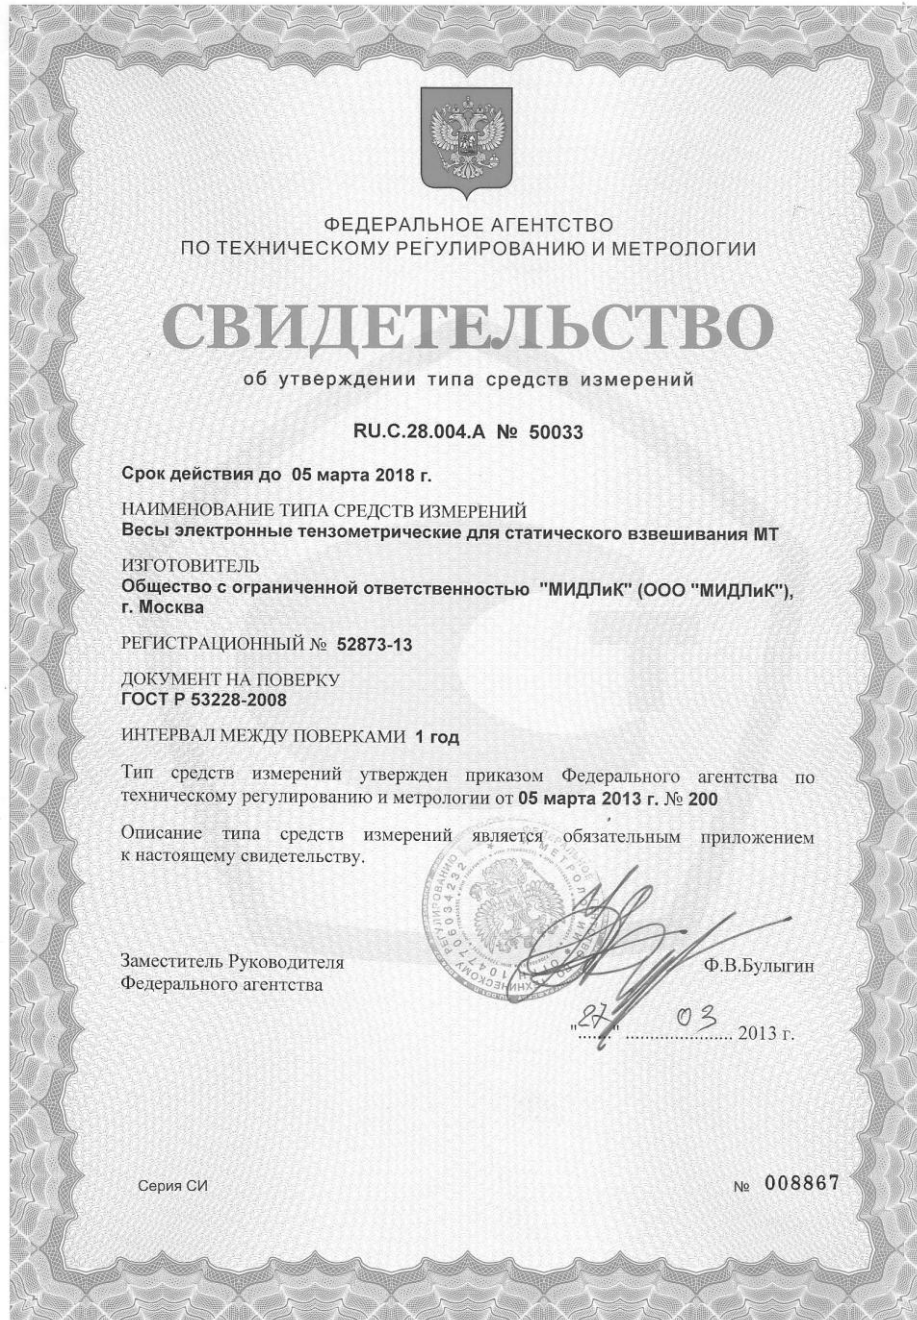 ФЕДЕРАЛЬНОЕ АГЕНТСТВО
ПО ТЕХНИЧЕСКОМУ РЕГУЛИРОВАНИЮ И МЕТРОЛОГИИ
СВИДЕТЕЛЬСТВО
об утверждении типа средств измерений
RU.C.28.004.A № 50033
Срок действия до 05 марта 2018 г.
НАИМЕНОВАНИЕ ТИПА СРЕДСТВ ИЗМЕРЕНИЙ
Весы электронные тензометрические для статического взвешивания МТ
ИЗГОТОВИТЕЛЬ
Общество с ограниченной ответственностью "МИДЛиК" (ООО "МИДЛиК"),
г. Москва
РЕГИСТРАЦИОННЫЙ № 52873-13
ДОКУМЕНТ НА ПОВЕРКУ
ГОСТ Р 53228-2008
ИНТЕРВАЛ МЕЖДУ ПОВЕРКАМИ 1 год
Тип средств измерений утвержден приказом Федерального агентства по
техническому регулированию и метрологии от 05 марта 2013 г. № 200
Описание типа средств измерений является обязательным приложением
к настоящему свидетельству.
Заместитель Руководителя
Федерального агентства
Ф.В.Булыгин
"27" 03 2013 г.
Серия СИ
№ 008867